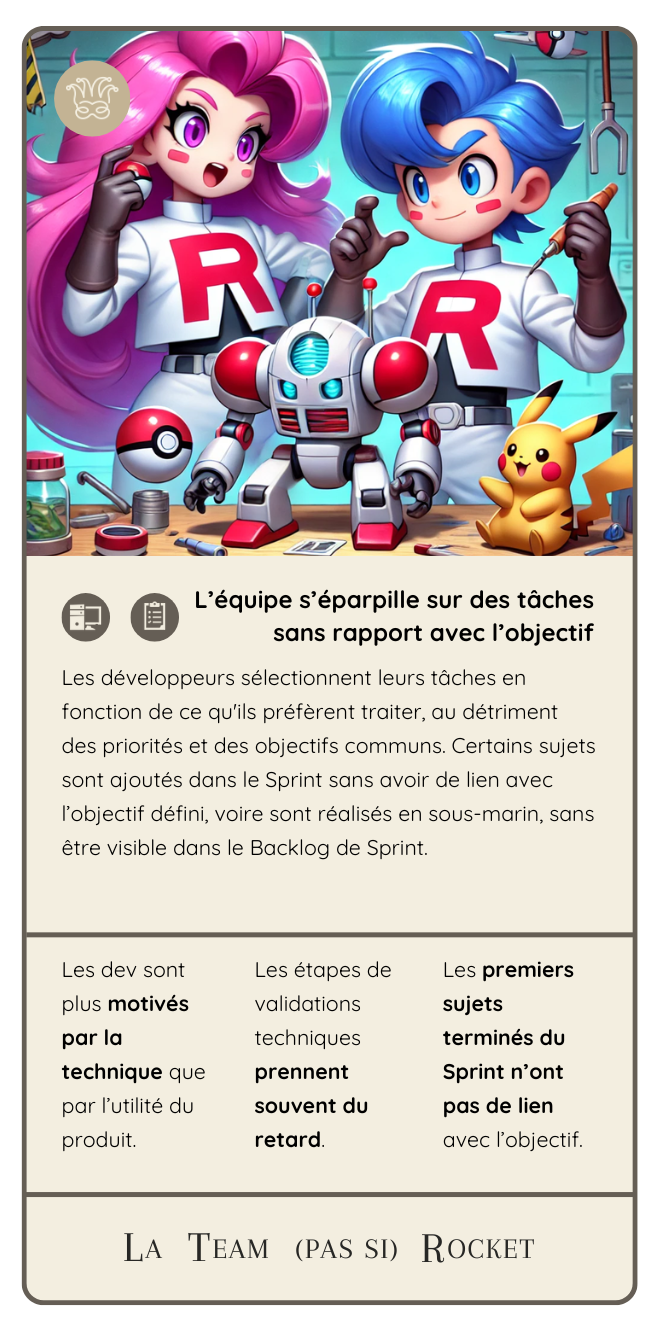 R
R
L’équipe s’éparpille sur des tâches
sans rapport avec l’objectif
Les développeurs sélectionnent leurs tâches en
fonction de ce qu'ils préfèrent traiter, au détriment
des priorités et des objectifs communs. Certains sujets
sont ajoutés dans le Sprint sans avoir de lien avec
l’objectif défini, voire sont réalisés en sous-marin, sans
être visible dans le Backlog de Sprint.
Les dev sont
plus motivés
par la
technique que
par l’utilité du
produit.
Les étapes de
validations
techniques
prennent
souvent du
retard.
Les premiers
sujets
terminés du
Sprint n’ont
pas de lien
avec l’objectif.
La Team (pas si) Rocket